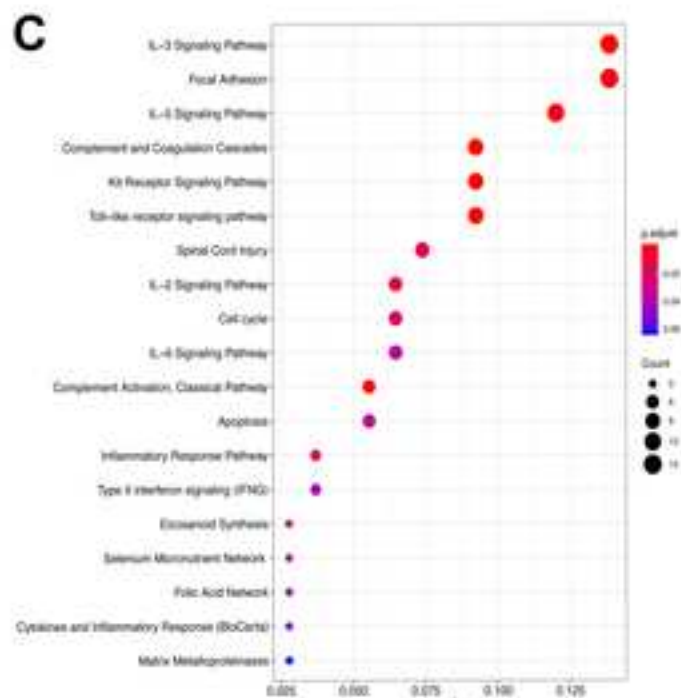 C
IL-3 Signaling Pathway
Focal Adhesion
IL-5 Signaling Pathway
Complement and Coagulation Cascades
Kit Receptor Signaling Pathway
Toll-like receptor signaling pathway
Spinal Cord Injury
IL-2 Signaling Pathway
Cell cycle
Signaling Pathway
Complement Activation, Classical Pathway
Apoptosis
Inflammatory Response Pathway
Type II interferon signaling (IFNG)
Eicosanoid Synthesis
Selenium Micronutrient Network
Folic Acid Network
Cytokines and Inflammatory Response (BioCarta)
Matrix Metalloproteinases
0.025
0.050
0.075
0.100
0.125
p.adjust
Count